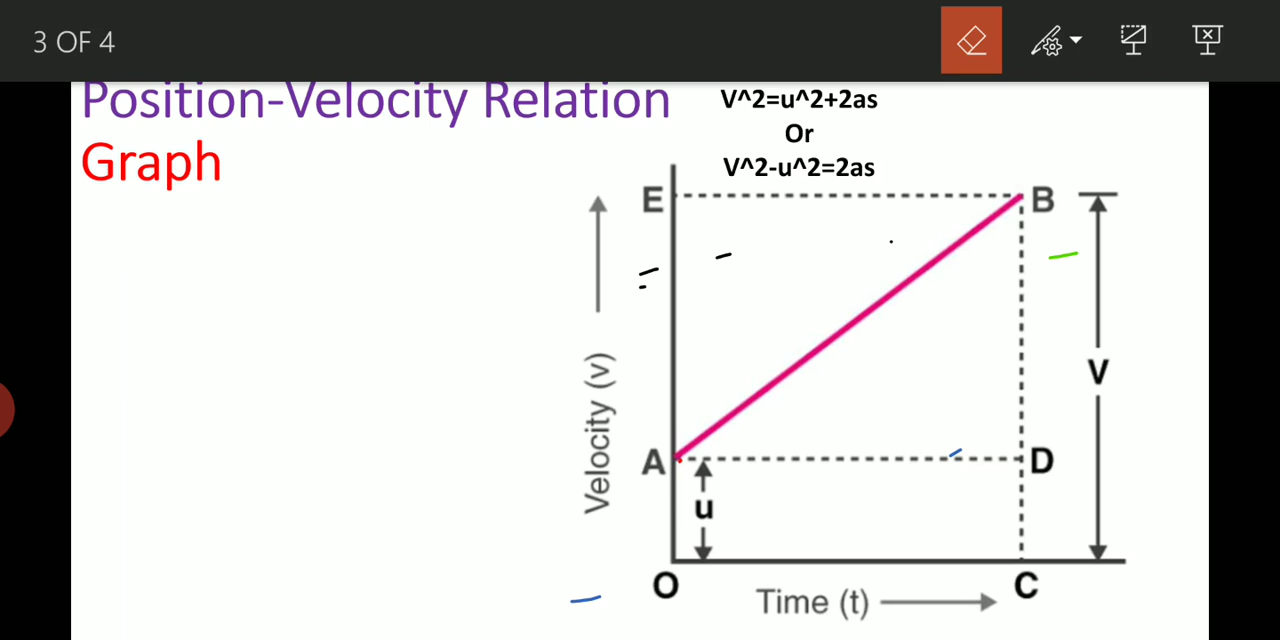 3 OF 4
Position-Velocity Relation
Graph
V^2=u^2+2as
Or
V^2-u^2=2as
E
B
Velocity (v)
V
A
D
u
O
C
Time (t)